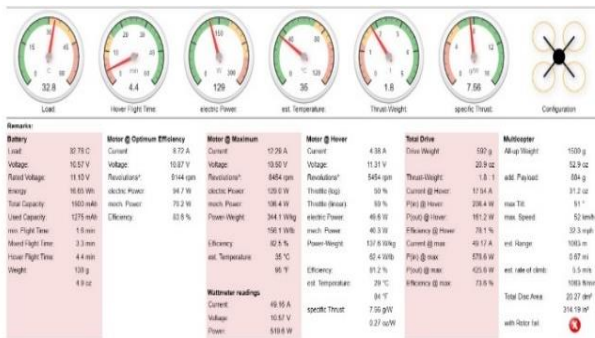 32.8
4.4
129
35
1.8
7.56
Load:
Hover Flight Time:
electric Power:
est. Temperature:
Thrust-Weight:
specific Thrust:
Configuration
Remarks:
Battery
Load:
Voltage: 10.57 V
Rated Voltage: 11.10 V
Energy: 16.65 Wh
Total Capacity: 1500 mAh
Used Capacity: 1275 mAh
min. Flight Time: 1.6 min
Mixed Flight Time: 3.3 min
Hover Flight Time: 4.4 min
Weight:
4.9 oz
Motor @ Optimum Efficiency
Current: 8.72 A
Voltage: 10.87 V
Revolutions*:
electric Power: 94.7 W
mech. Power: 79.2 W
Efficiency: 83.6 %
Motor @ Maximum
Current: 12.29 A
Voltage: 10.50 V
Revolutions*: 8454 rpm
electric Power: 129.0 W
mech. Power: 106.4 W
Power-Weight: 344.1 W/kg
156.1 W/lb
Efficiency: 82.5 %
est. Temperature: 35 °C
95 °F
Wattmeter readings
Current: 49.16 A
Voltage: 10.57 V
Power: 519.6 W
Motor @ Hover
Current: 4.38 A
Voltage: 11.31 V
Revolutions*: 5454 rpm
Throttle (log):
Throttle (linear):
electric Power: 49.6 W
mech. Power: 40.3 W
Power-Weight: 137.6 W/kg
62.4 W/lb
Efficiency: 81.2 %
est. Temperature: 29 °C
84 °F
specific Thrust: 7.56 g/W
0.27 oz/W
Total Drive
Drive Weight: 592 g
20.9 oz
Thrust-Weight: 1.8 : 1
Current @ Hover: 17.54 A
P(in) @ Hover: 206.4 W
P(out) @ Hover: 161.2 W
Efficiency @ Hover: 78.1 %
Current @ max: 49.17 A
P(in) @ max: 578.6 W
P(out) @ max: 425.8 W
Efficiency @ max: 73.6 %
Multicopter
All-up Weight: 1500 g
52.9 oz
add. Payload: 884 g
31.2 oz
max Tilt: 51 °
max. Speed: 52 km/h
32.3 mph
est. Range:
0.67 mi
est. rate of climb: 5.5 m/s
1083 ft/min
Total Disc Area: 20.27 dm²
314.19 in²
with Rotor fail: